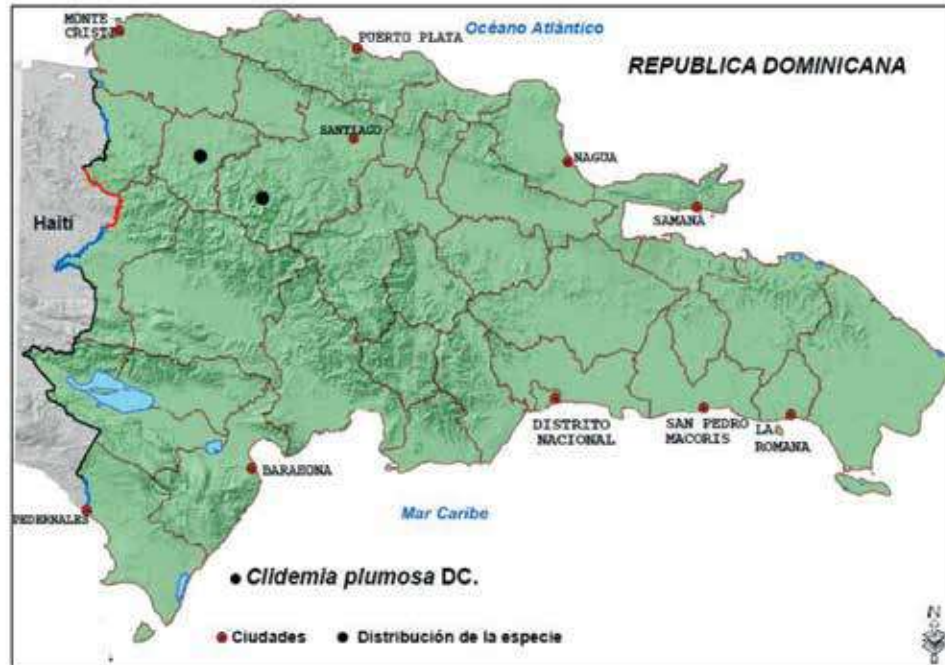 MONTE
CRISTI
PUERTO PLATA
Océano Atlántico
REPUBLICA DOMINICANA
SANTIAGO
NAGUA
Haití
SAMANA
DISTRITO
NACIONAL
SAN PEDRO
MACORIS
LA
ROMANA
BARAHONA
PEDERNALES
Mar Caribe
Clidemia plumosa DC.
Ciudades
Distribución de la especie
N